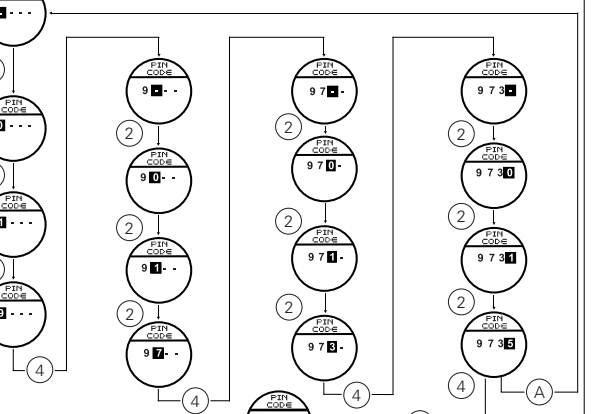 - - - -
PIN
CODE
0 - - -
PIN
CODE
1 - - -
PIN
CODE
9 - - -
4
PIN
CODE
9 - - -
2
PIN
CODE
9 0 - -
2
PIN
CODE
9 1 - -
2
PIN
CODE
9 7 - -
4
PIN
CODE
9 7 - -
2
PIN
CODE
9 7 0 -
2
PIN
CODE
9 7 1 -
2
PIN
CODE
9 7 3 -
4
PIN
CODE
9 7 3 -
2
PIN
CODE
9 7 3 0
2
PIN
CODE
9 7 3 1
2
PIN
CODE
9 7 3 5
4
A
PIN
CODE